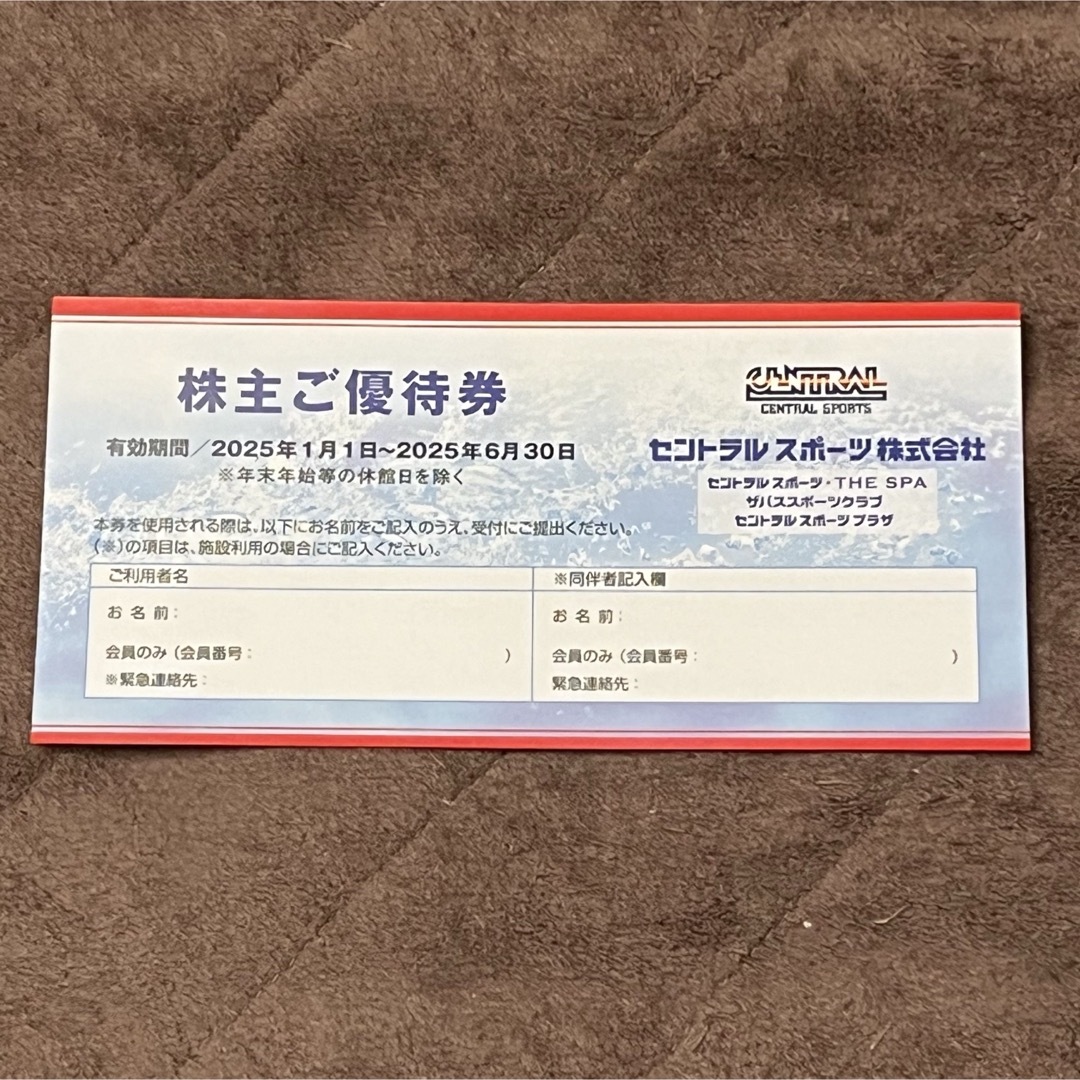 株主ご優待券
有効期間／2025年1月1日〜2025年6月30日
※年末年始等の休館日を除く
CENTRAL
CENTRAL SPORTS
セントラルスポーツ株式会社
セントラルスポーツ・THE SPA
ザバススポーツクラブ
セントラルスポーツプラザ
本券を使用される際は、以下にお名前をご記入のうえ、受付にご提出ください。
（※）の項目は、施設利用の場合にご記入ください。
ご利用者名
お名前：
会員のみ（会員番号：　　　）
※緊急連絡先：
※同伴者記入欄
お名前：
会員のみ（会員番号：　　　）
緊急連絡先：